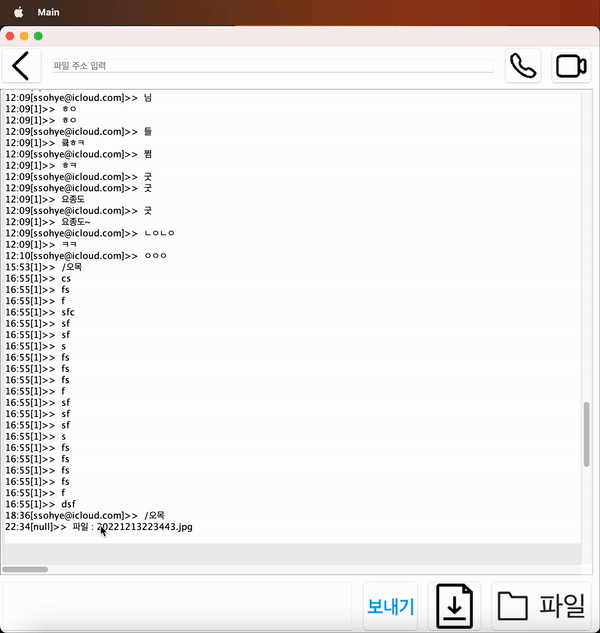 Main
파일 주소 입력
12:09[ssohye@icloud.com]>> 님
12:09[1]>> ㅎㅇ
12:09[1]>> ㅎㅇ
12:09[ssohye@icloud.com]>> 들
12:09[1]>> ㅎㅋ
12:09[ssohye@icloud.com]>> 쩜
12:09[1]>> ㅎㅋ
12:09[ssohye@icloud.com]>> 굿
12:09[ssohye@icloud.com]>> 굿
12:09[1]>> 요종도
12:09[ssohye@icloud.com]>> 굿
12:09[1]>> 요종도~
12:09[ssohye@icloud.com]>> ㄴㅇㄴㅇ
12:09[1]>> ㅋㅋ
12:10[ssohye@icloud.com]>> ㅇㅇㅇ
15:53[1]>> /오목
16:55[1]>> cs
16:55[1]>> fs
16:55[1]>> f
16:55[1]>> sfc
16:55[1]>> sf
16:55[1]>> sf
16:55[1]>> s
16:55[1]>> fs
16:55[1]>> fs
16:55[1]>> fs
16:55[1]>> f
16:55[1]>> sf
16:55[1]>> sf
16:55[1]>> sf
16:55[1]>> s
16:55[1]>> fs
16:55[1]>> fs
16:55[1]>> fs
16:55[1]>> fs
16:55[1]>> f
16:55[1]>> dsf
18:36[ssohye@icloud.com]>> /오목
22:34[null]>> 파일 : 20221213223443.jpg
보내기
파일